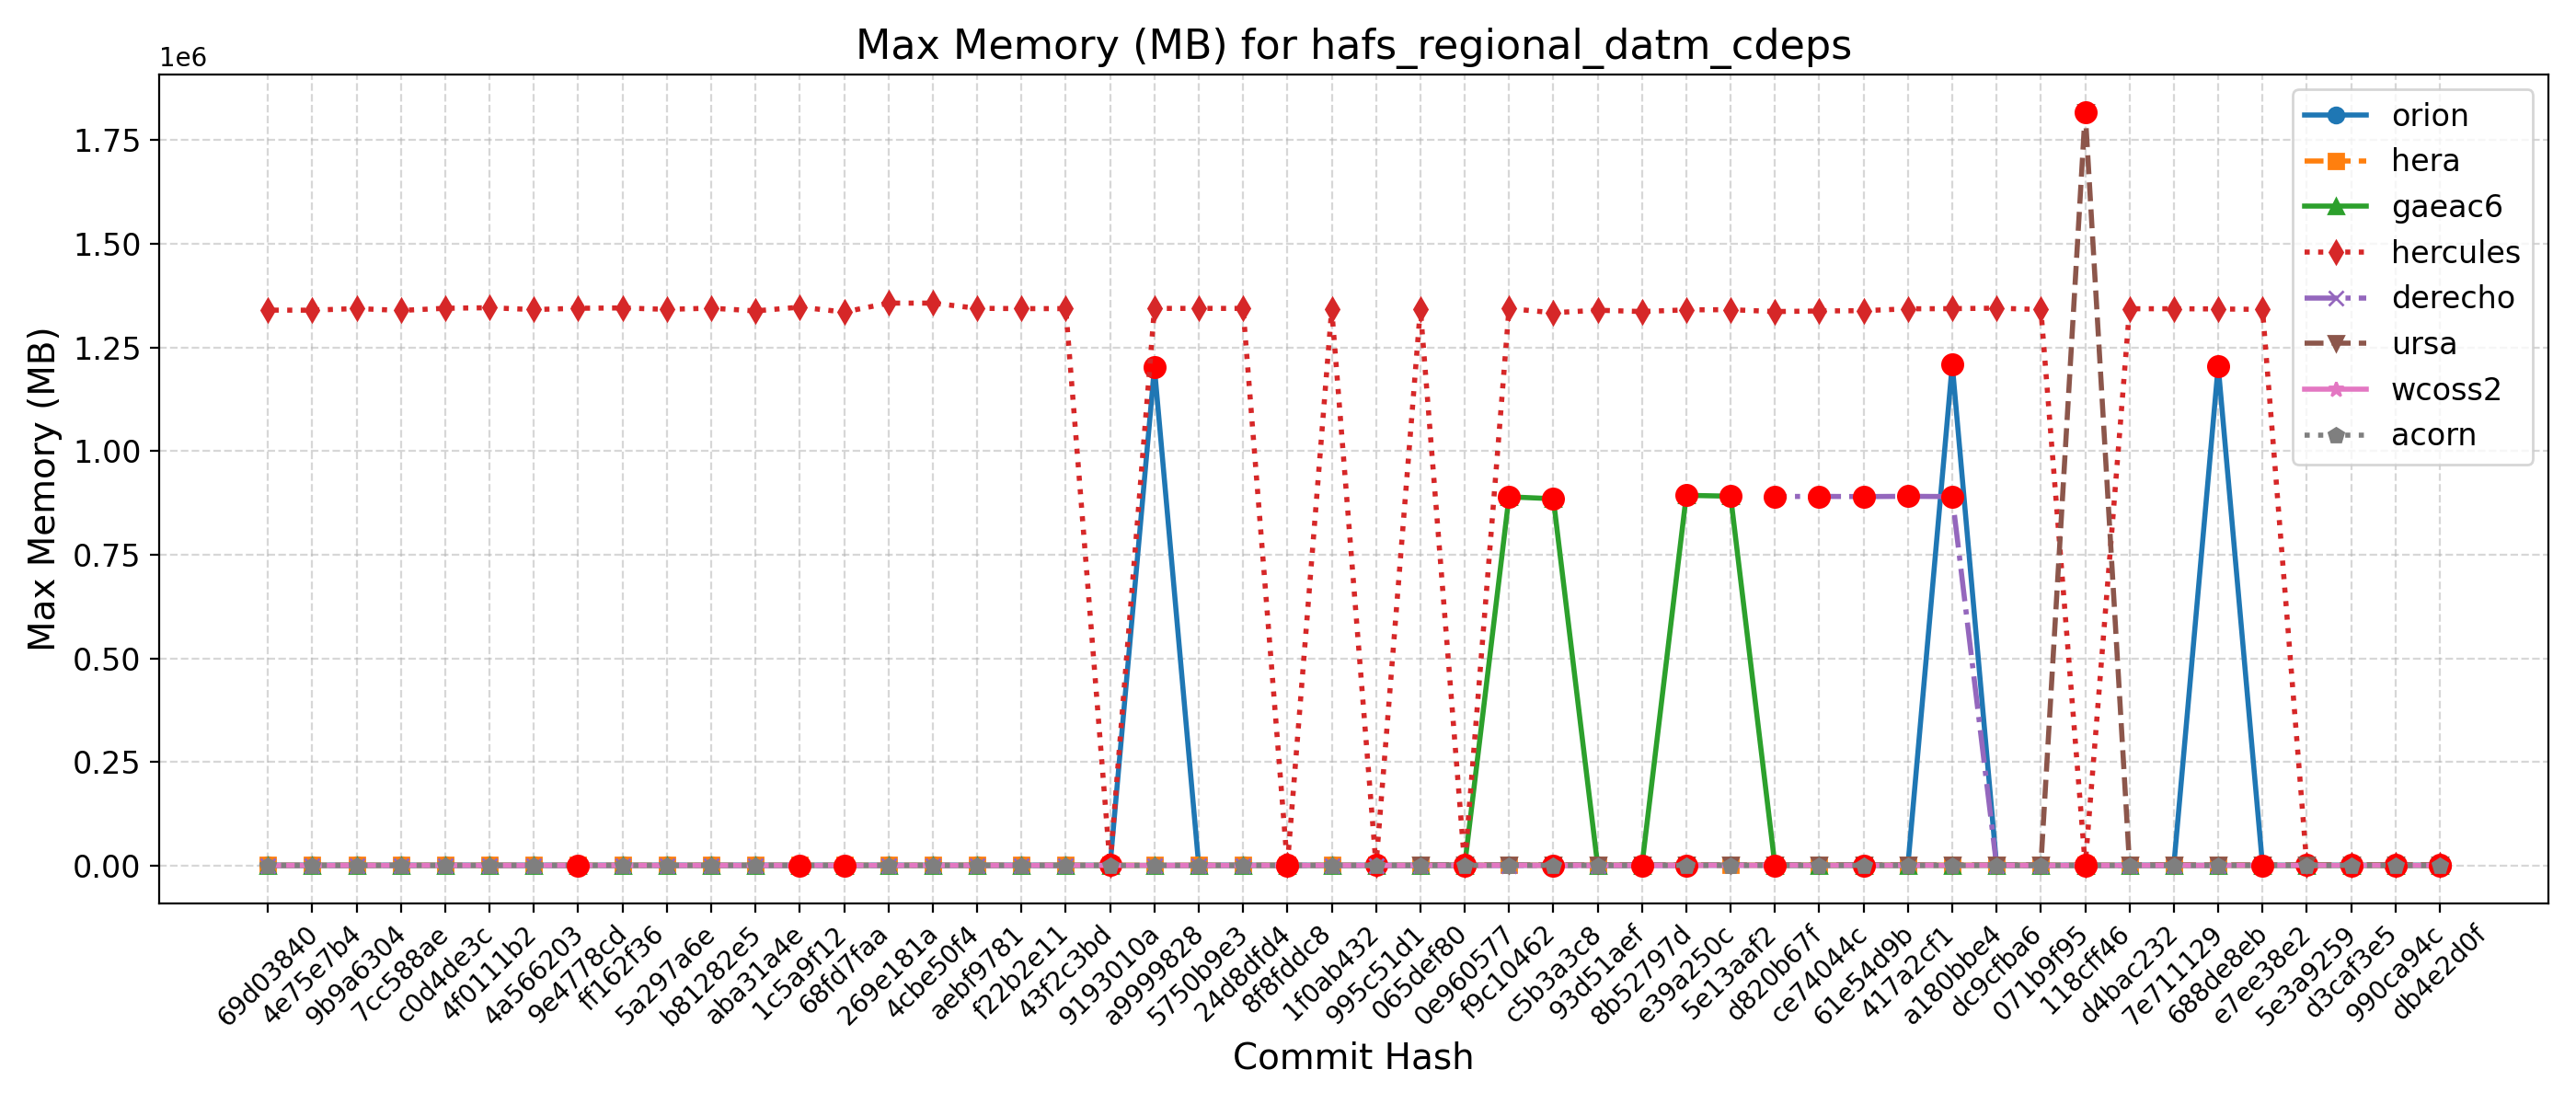 Max Memory (MB) for hafs_regional_datm_cdeps
1e6
1.75
1.50
1.25
1.00
0.75
0.50
0.25
0.00
Max Memory (MB)
orion
hera
gaeac6
hercules
derecho
ursa
wcoss2
acorn
69d03840
4e75e7b4
9b9a6304
7cc588ae
c0d4de3c
4f0111b2
4a566203
9e4778cd
ff162f36
5a297a6e
b81282e5
aba31a4e
1c5a9f12
68fd7faa
269e181a
4cbe50f4
aebf9781
f22b2e11
43f2c3bd
9193010a
a9999828
5750b9e3
24d8dfd4
8f8fddc8
1f0ab432
995c51d1
065def80
0e960577
f9c10462
c5b3a3c8
93d51aef
8b52797d
e39a250c
5e13aaf2
d820b67f
ce74044c
61e54d9b
417a2cf1
a180bbe4
dc9cfba6
071b9f95
118cff46
d4bac232
7e711129
688de8eb
e7ee38e2
5e3a9259
d3caf3e5
990ca94c
db4e2d0f
Commit Hash